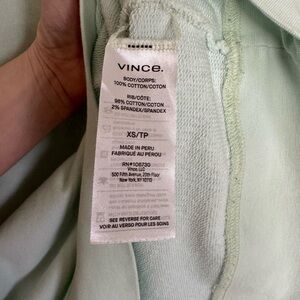 VINCE.
BODY/CORPS:
100% COTTON/COTON
RIB/CÔTE:
98% COTTON/COTON
2% SPANDEX/SPANDEX
XS/TP
MADE IN PERU
FABRIQUÉ AU PÉROU
RN#106730
Vince, LLC
500 Fifth Avenue, 20th Floor
New York, NY 10110
SEE REVERSE FOR CARE
VOIR AU VERSO POUR LES SOINS